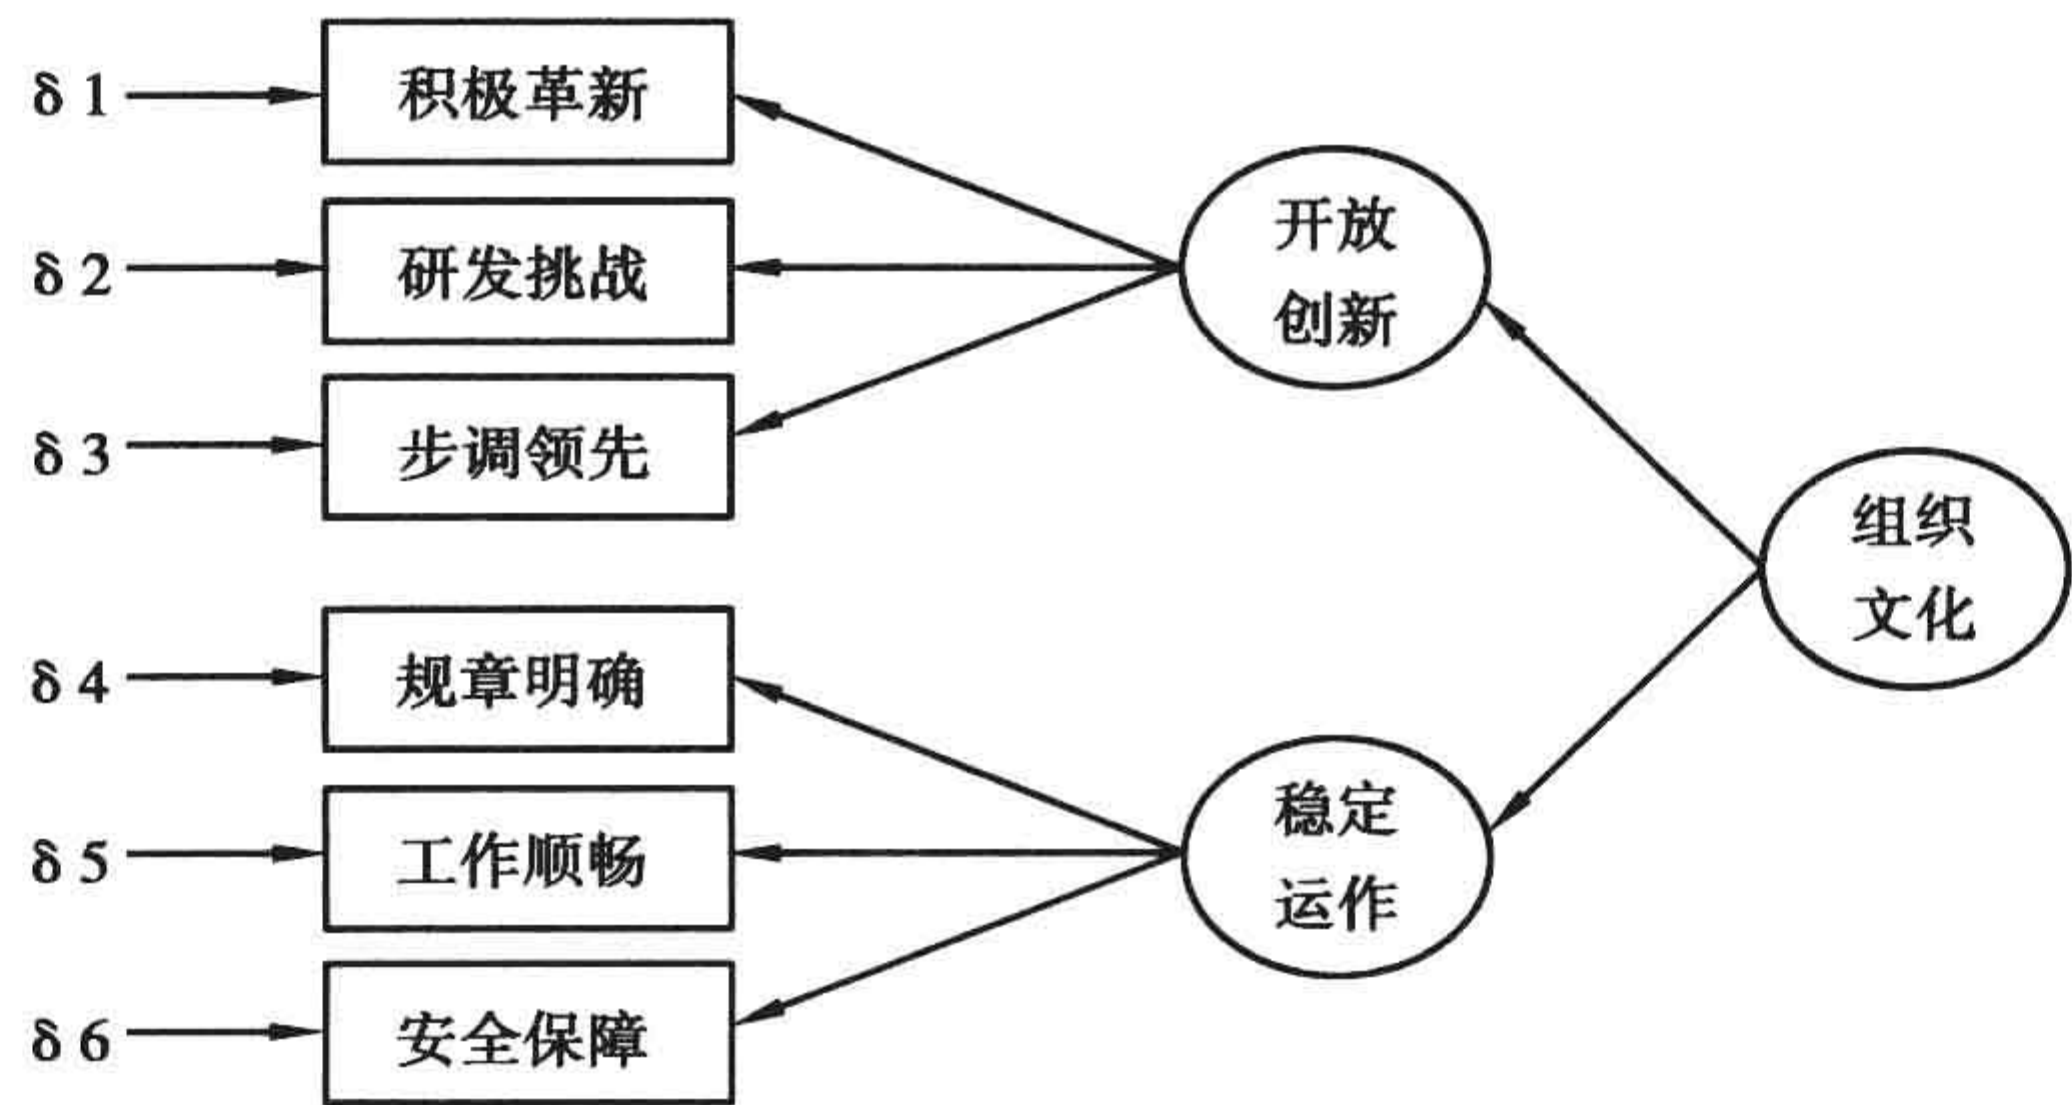 δ 1
积极革新
δ 2
研发挑战
δ 3
步调领先
开放
创新
δ 4
规章明确
δ 5
工作顺畅
δ 6
安全保障
稳定
运作
组织
文化